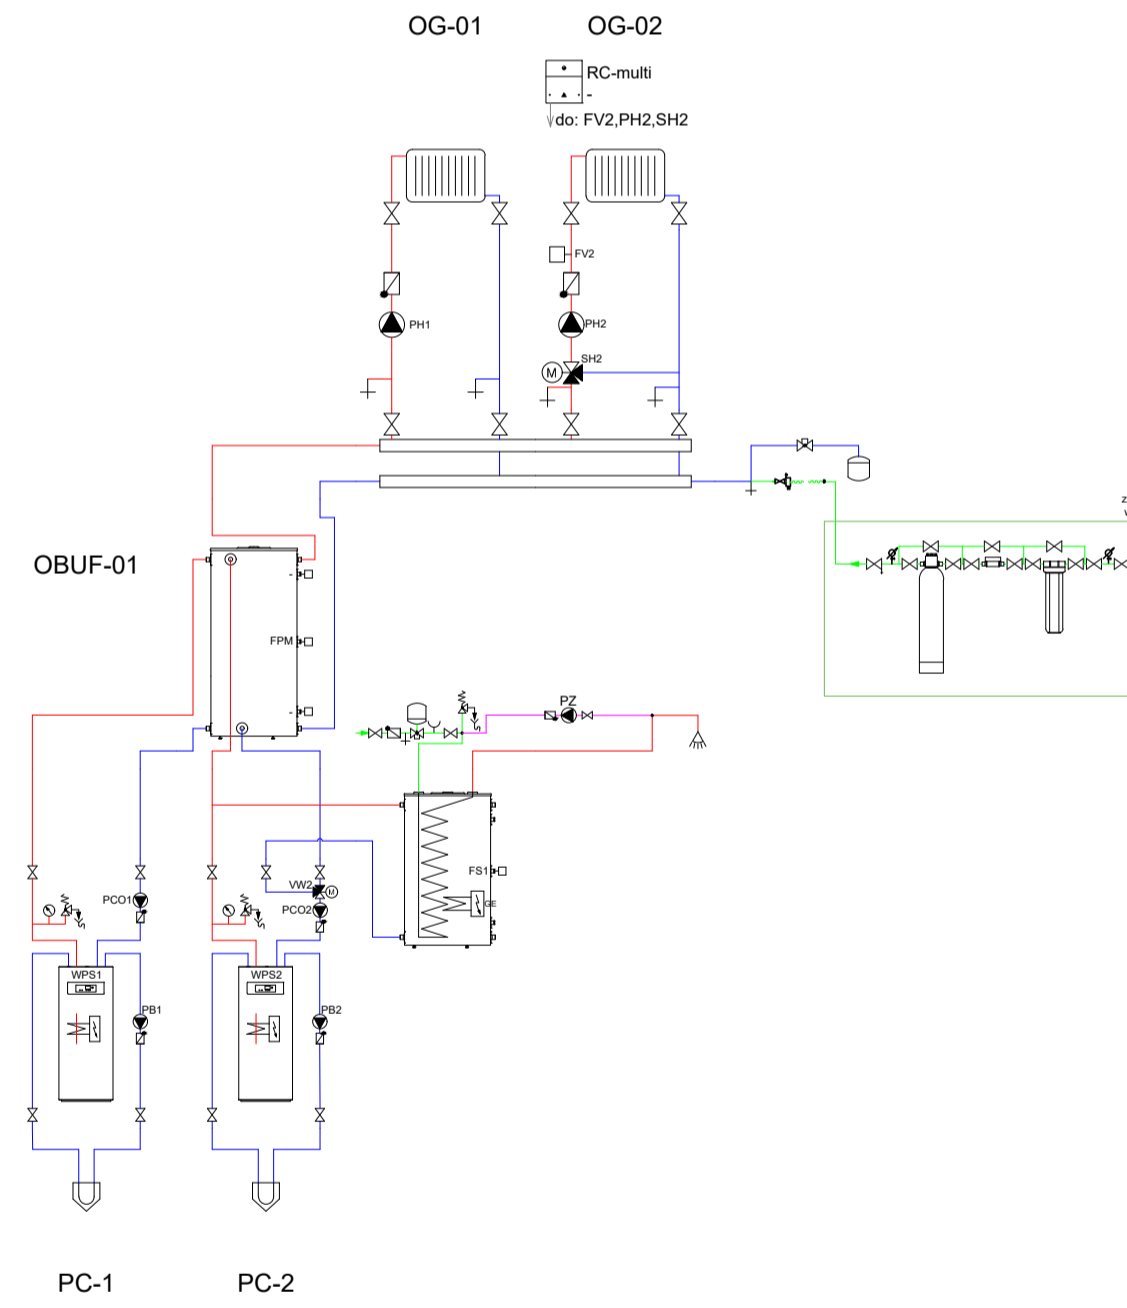 OG-01 OG-02
RC-multi
-
do: FV2,PH2,SH2
FV2
PH1 PH2
SH2
M
OBUF-01
-
FPM
-
PZ
FS1
GE
VW2 M
PCO1 PCO2
WPS1 WPS2
PB1 PB2
PC-1 PC-2